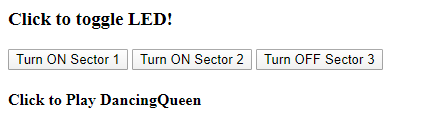 Click to toggle LED!
Turn ON Sector 1 Turn ON Sector 2 Turn OFF Sector 3
Click to Play DancingQueen